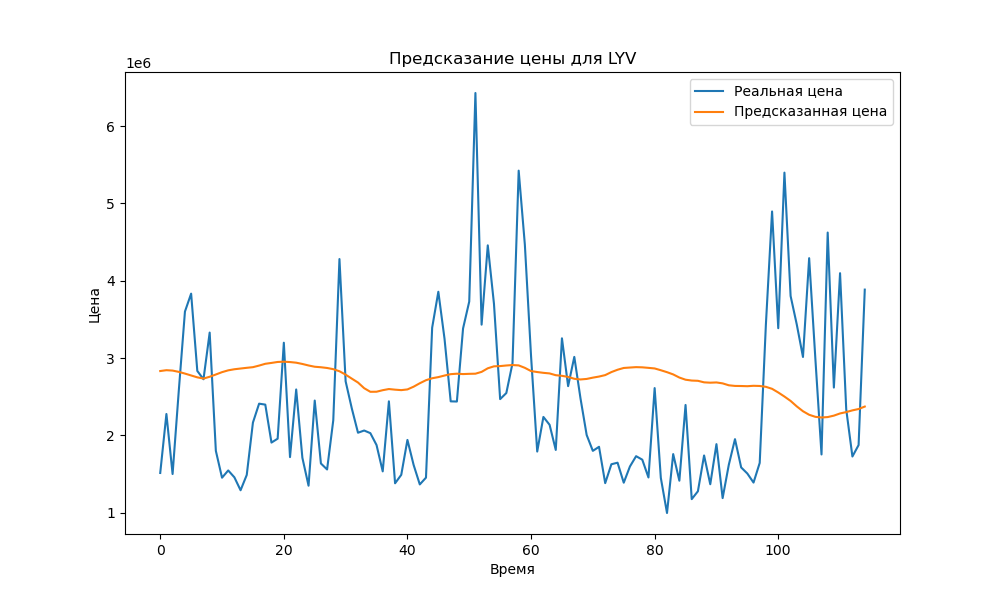 Предсказание цены для LYV
1e6
Реальная цена
Предсказанная цена
6
5
4
3
2
1
Цена
0 20 40 60 80 100
Время